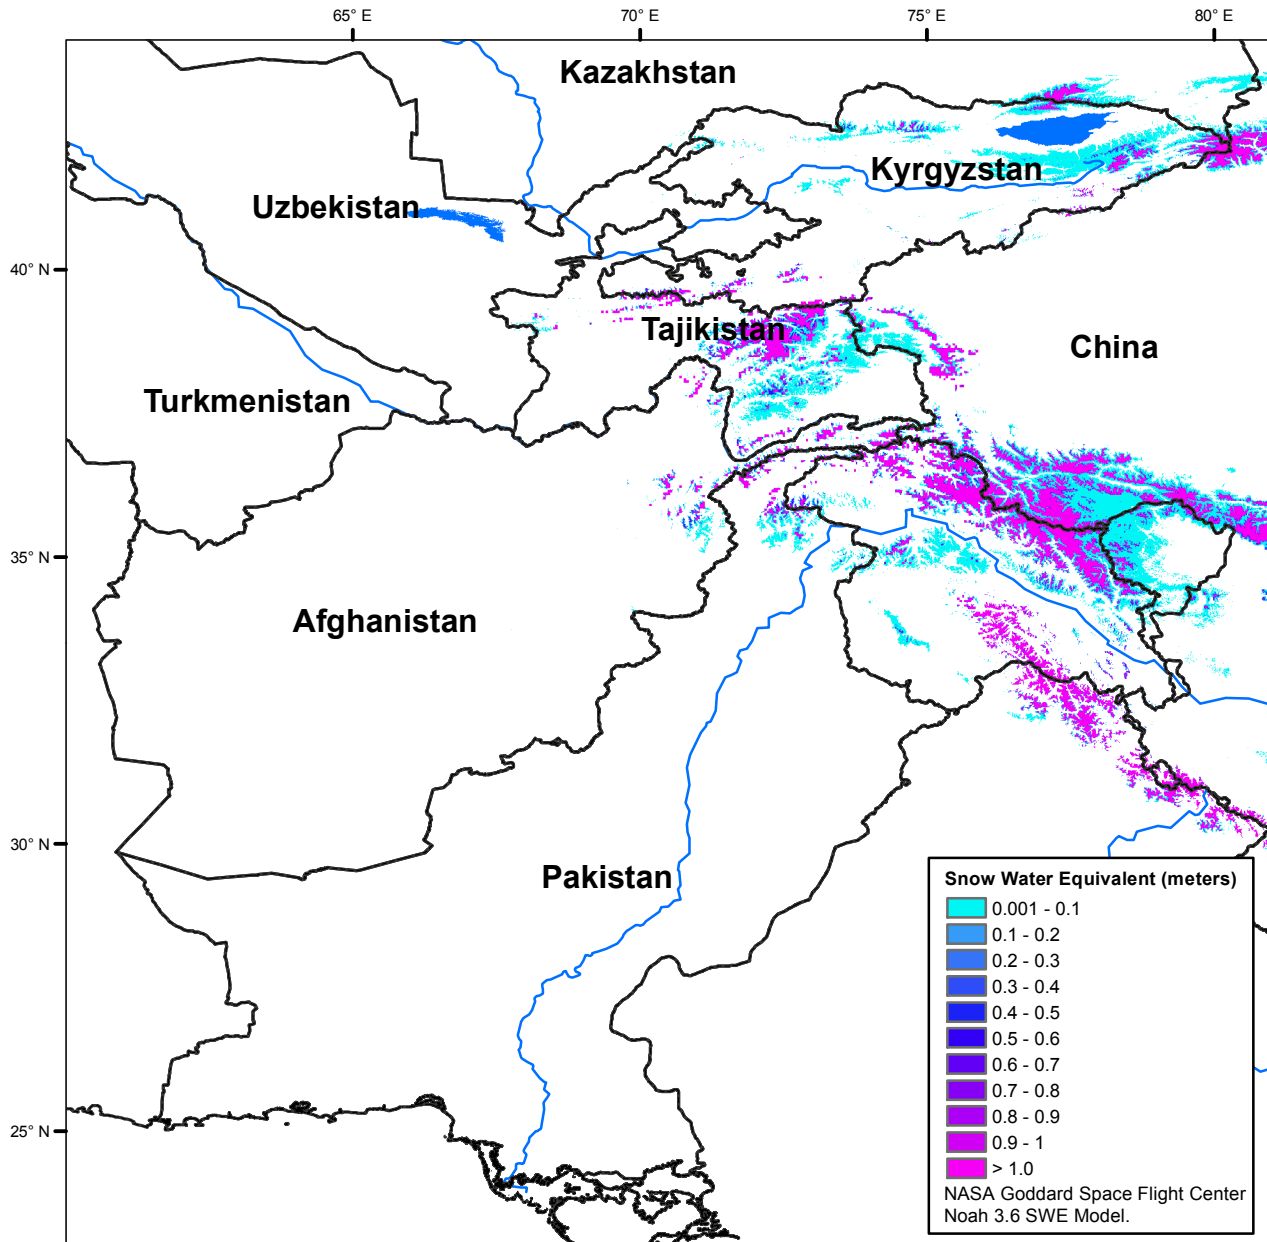 65° E
70° E
75° E
80° E
Kazakhstan
Kyrgyzstan
Uzbekistan
40° N
Tajikistan
China
Turkmenistan
35° N
Afghanistan
30° N
Pakistan
25° N
Snow Water Equivalent (meters)
0.001 - 0.1
0.1 - 0.2
0.2 - 0.3
0.3 - 0.4
0.4 - 0.5
0.5 - 0.6
0.6 - 0.7
0.7 - 0.8
0.8 - 0.9
0.9 - 1
> 1.0
NASA Goddard Space Flight Center
Noah 3.6 SWE Model.